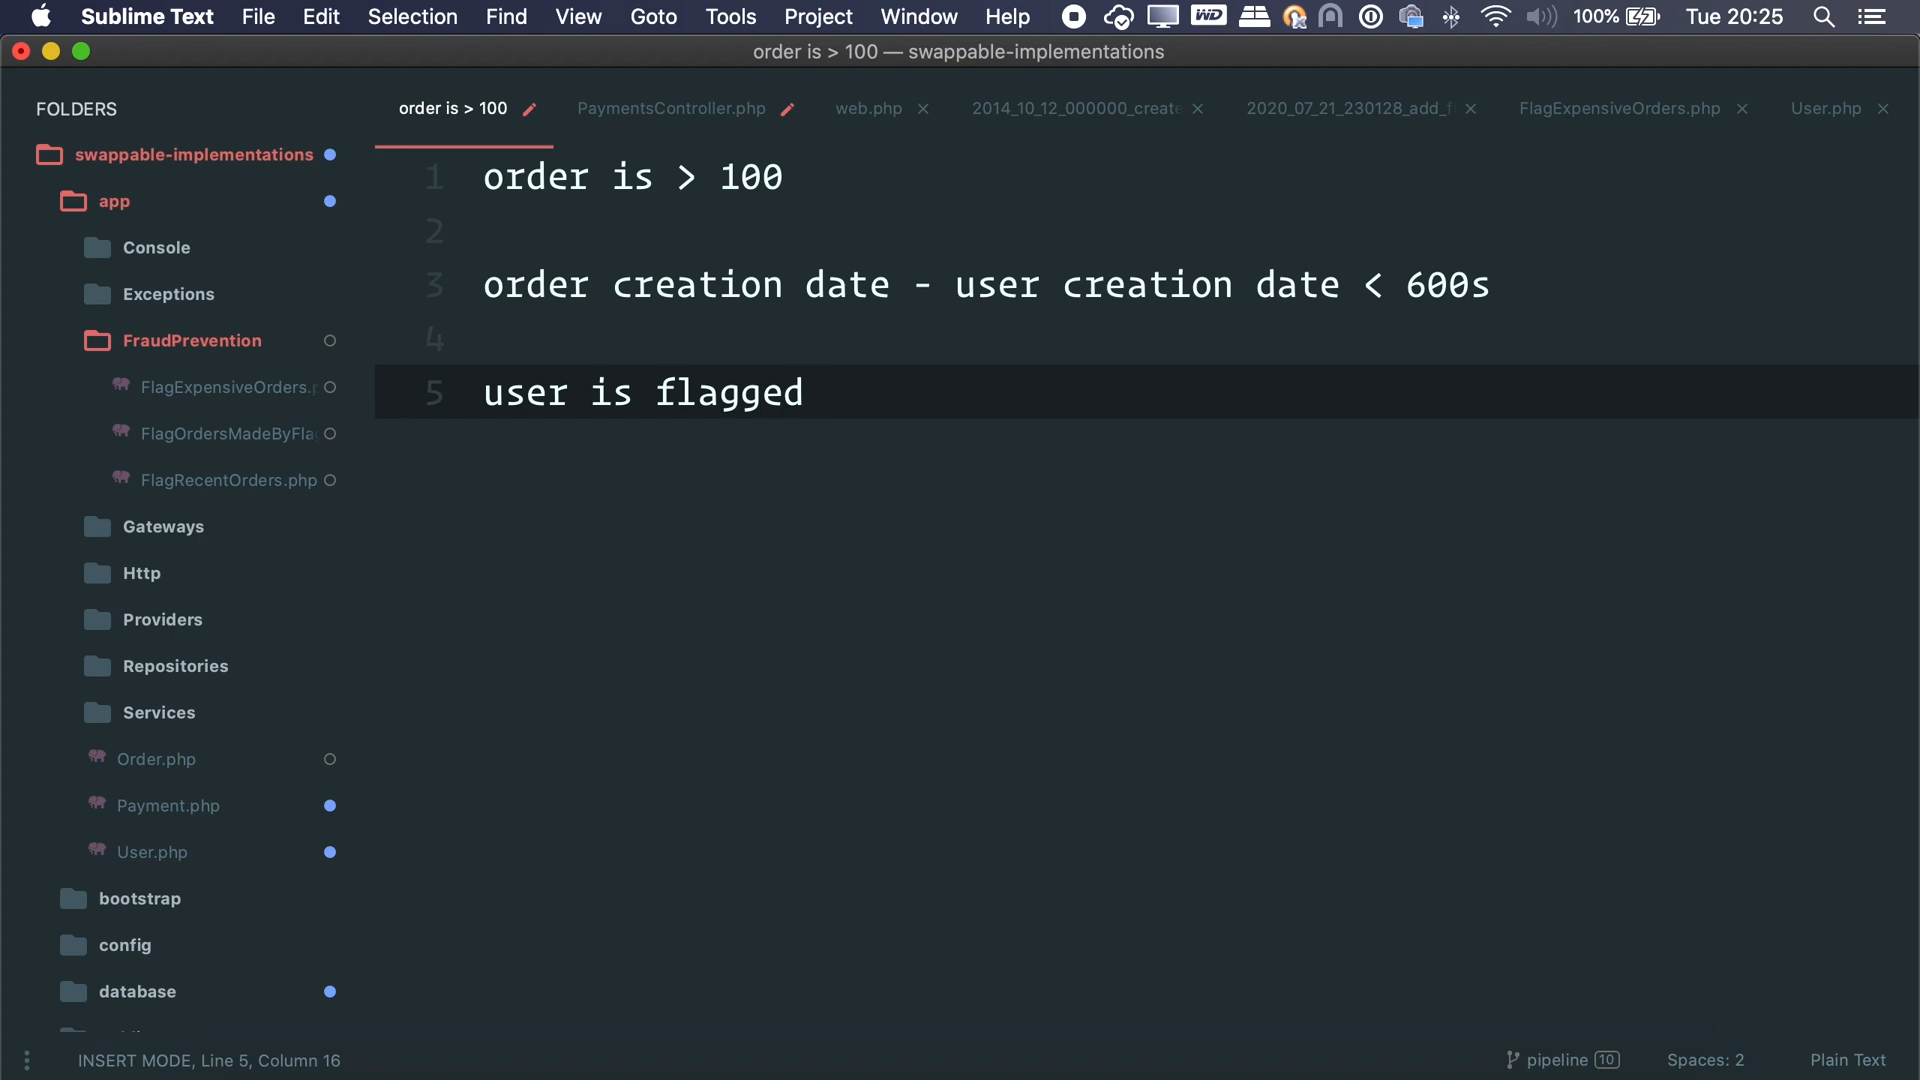 Sublime Text File Edit Selection Find View Goto Tools Project Window Help WD 100% Tue 20:25
order is > 100 — swappable-implementations
FOLDERS
order is > 100 PaymentsController.php web.php 2014_10_12_000000_create 2020_07_21_230128_add_f FlagExpensiveOrders.php User.php
swappable-implementations
app
Console
Exceptions
FraudPrevention
FlagExpensiveOrders.p
FlagOrdersMadeByFla
FlagRecentOrders.php
Gateways
Http
Providers
Repositories
Services
Order.php
Payment.php
User.php
bootstrap
config
database
1 order is > 100
2
3 order creation date - user creation date < 600s
4
5 user is flagged
INSERT MODE, Line 5, Column 16 pipeline 10 Spaces: 2 Plain Text